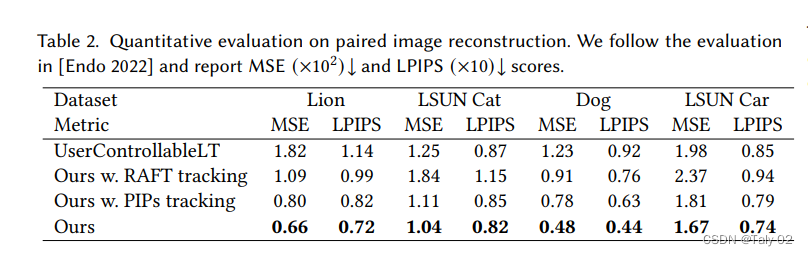 Table 2. Quantitative evaluation on paired image reconstruction. We follow the evaluation
in [Endo 2022] and report MSE (×10²)↓ and LPIPS (×10)↓ scores.
Dataset Lion LSUN Cat Dog LSUN Car
Metric MSE LPIPS MSE LPIPS MSE LPIPS MSE LPIPS
UserControllableLT 1.82 1.14 1.25 0.87 1.23 0.92 1.98 0.85
Ours w. RAFT tracking 1.09 0.99 1.84 1.15 0.91 0.76 2.37 0.94
Ours w. PIPs tracking 0.80 0.82 1.11 0.85 0.78 0.63 1.81 0.79
Ours 0.66 0.72 1.04 0.82 0.48 0.44 1.67 0.74
CSDN @Taly 02